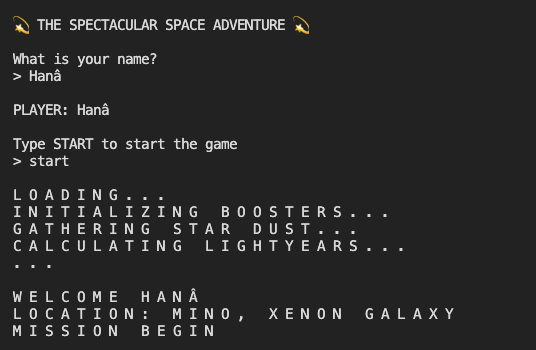 💫 THE SPECTACULAR SPACE ADVENTURE 💫
What is your name?
> Hanâ
PLAYER: Hanâ
Type START to start the game
> start
L O A D I N G . . .
I N I T I A L I Z I N G   B O O S T E R S . . .
G A T H E R I N G   S T A R   D U S T . . .
C A L C U L A T I N G   L I G H T Y E A R S . . .
. . .
W E L C O M E   H A N Â
L O C A T I O N :   M I N O ,   X E N O N   G A L A X Y
M I S S I O N   B E G I N